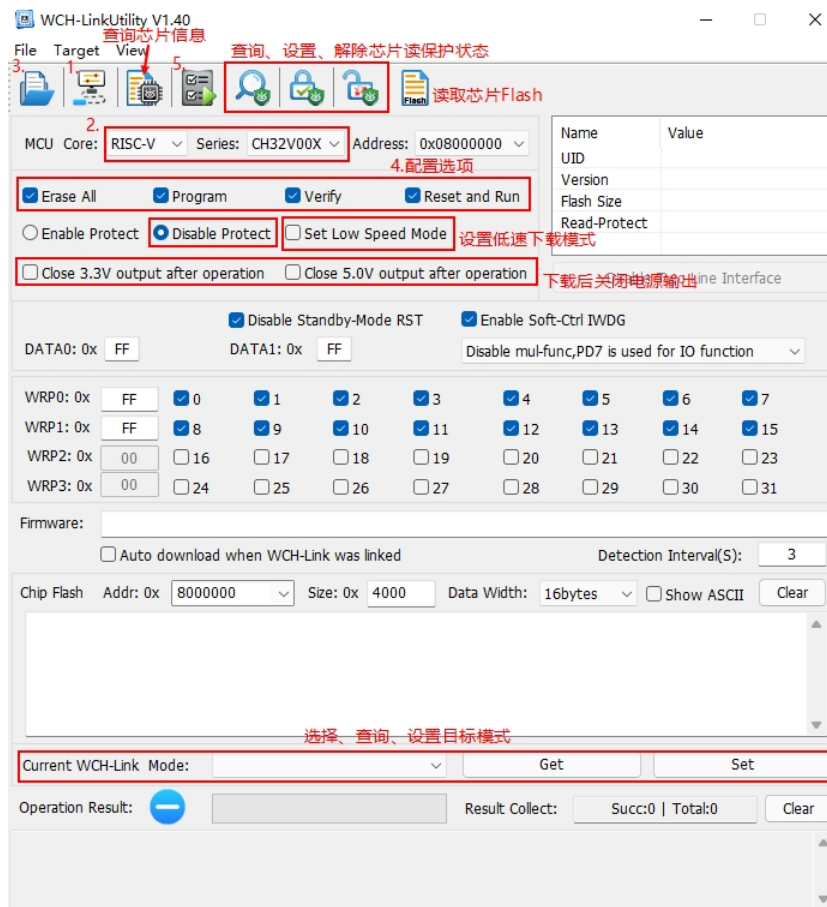 WCH-LinkUtility V1.40
File Target View
查询芯片信息
查询、设置、解除芯片读保护状态
3. 1. 5.
Flash 读取芯片Flash
2.
MCU Core: RISC-V Series: CH32V00X Address: 0x08000000
Name Value
UID
Version
Flash Size
Read-Protect
4.配置选项
Erase All Program Verify Reset and Run
Enable Protect Disable Protect Set Low Speed Mode 设置低速下载模式
Close 3.3V output after operation Close 5.0V output after operation 下载后关闭电源输出
Line Interface
Disable Standby-Mode RST Enable Soft-Ctrl IWDG
DATA0: 0x FF DATA1: 0x FF Disable mul-func,PD7 is used for IO function
WRP0: 0x FF 0 1 2 3 4 5 6 7
WRP1: 0x FF 8 9 10 11 12 13 14 15
WRP2: 0x 00 16 17 18 19 20 21 22 23
WRP3: 0x 00 24 25 26 27 28 29 30 31
Firmware:
Auto download when WCH-Link was linked Detection Interval(S): 3
Chip Flash Addr: 0x 8000000 Size: 0x 4000 Data Width: 16bytes Show ASCII Clear
选择、查询、设置目标模式
Current WCH-Link Mode: Get Set
Operation Result: Result Collect: Succ:0 | Total:0 Clear